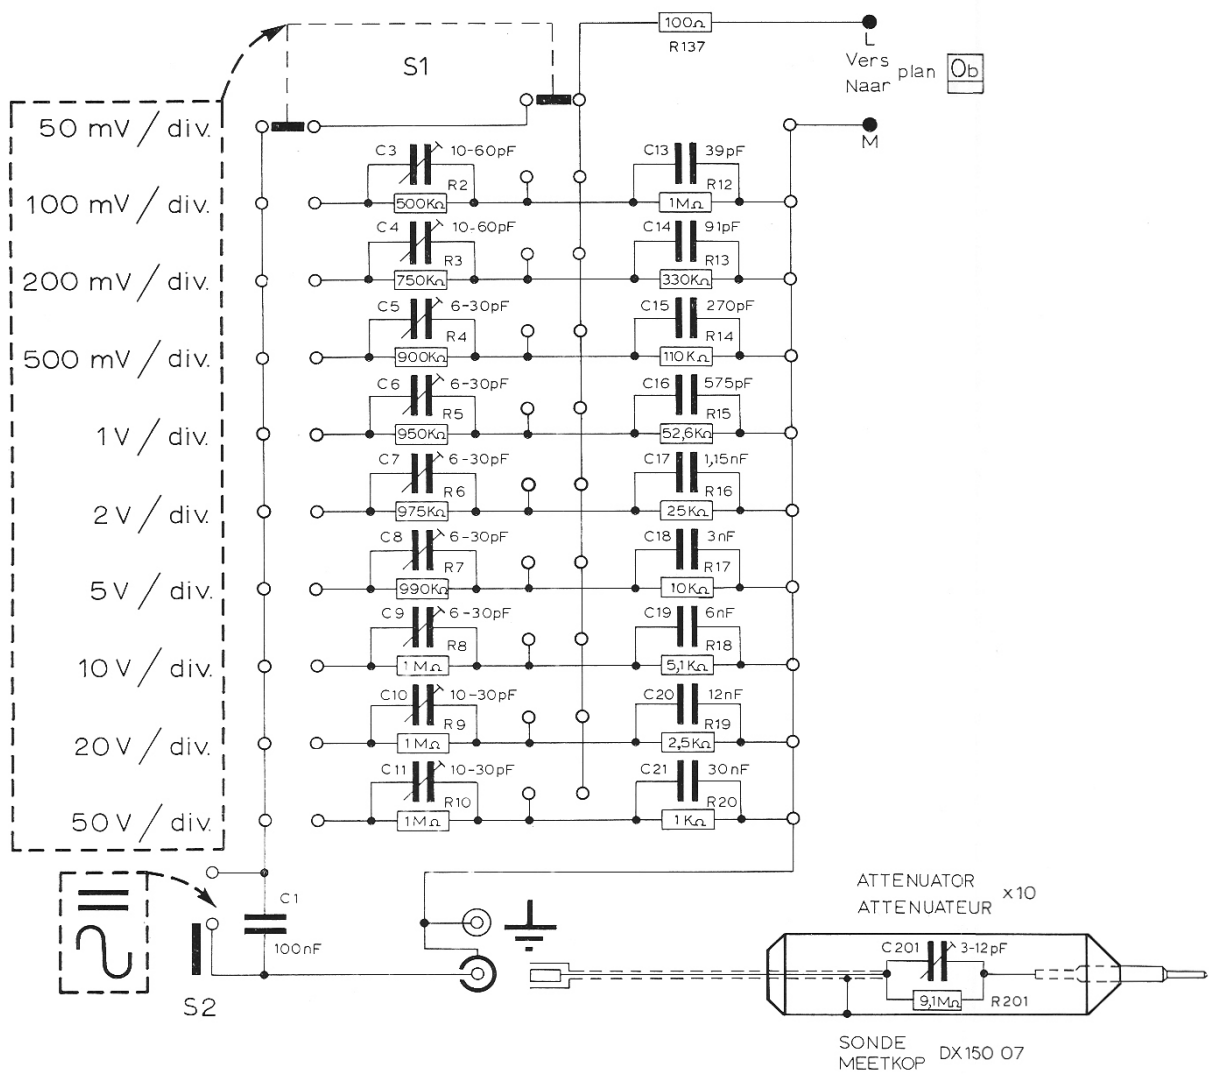 100Ω
R137
L
Vers
Naar
plan
0b
M
S1
50 mV / div.
C3 10-60pF
R2
500KΩ
C13 39pF
R12
1MΩ
100 mV / div.
C4 10-60pF
R3
750KΩ
C14 91pF
R13
330KΩ
200 mV / div.
C5 6-30pF
R4
900KΩ
C15 270pF
R14
110KΩ
500 mV / div.
C6 6-30pF
R5
950KΩ
C16 575pF
R15
52,6KΩ
1V / div.
C7 6-30pF
R6
975KΩ
C17 1,15nF
R16
25KΩ
2V / div.
C8 6-30pF
R7
990KΩ
C18 3nF
R17
10KΩ
5V / div.
C9 6-30pF
R8
1MΩ
C19 6nF
R18
5,1KΩ
10V / div.
C10 10-30pF
R9
1MΩ
C20 12nF
R19
2,5KΩ
20V / div.
C11 10-30pF
R10
1MΩ
C21 30nF
R20
1KΩ
50V / div.
C1
100nF
S2
ATTENUATOR
ATTENUATEUR
x10
C201 3-12pF
9,1MΩ
R201
SONDE
MEETKOP
DX150 07